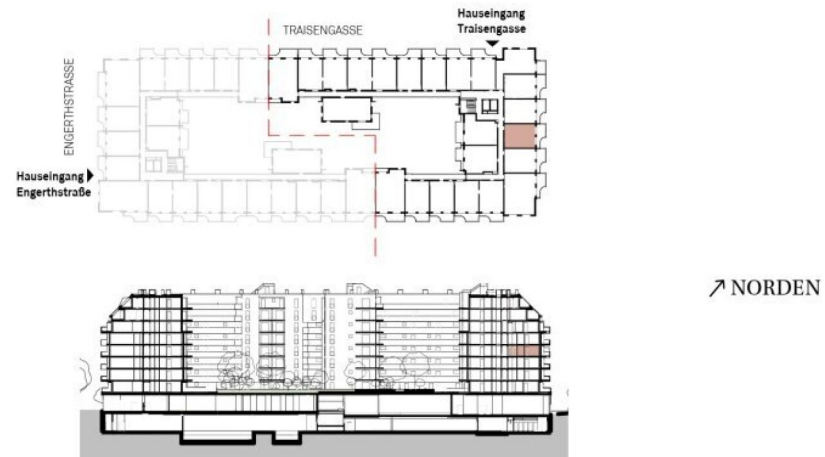 Hauseingang
Traisengasse
TRAISENGASSE
ENGERTHSTRASSE
Hauseingang
Engerthstraße
↗ NORDEN